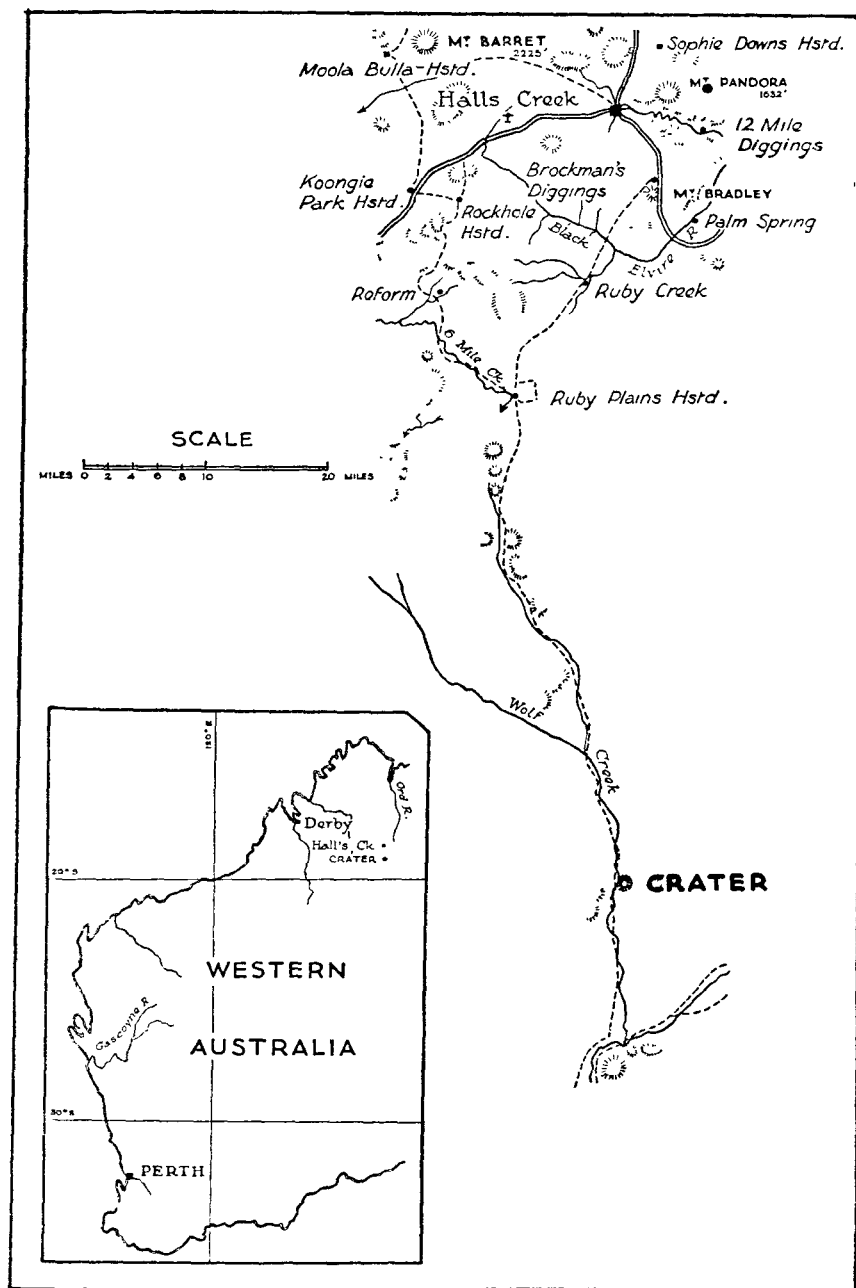 MT. BARRET
2225'
Sophie Downs Hstd.
Moola Bulla-Hstd.
MT. PANDORA
1632'
Halls Creek
12 Mile
Diggings
Brockman's
Diggings
Koongie
Park Hstd.
Rockhole
Hstd.
MT. BRADLEY
Palm Spring
Black
Elvire R.
Reform
Ruby Creek
6 Mile Ck.
Ruby Plains Hstd.
SCALE
MILES 0 2 4 6 8 10 20 MILES
Wolf
Creek
CRATER
120°E
Ord R.
Derby
Hall's Ck
CRATER
20°S
WESTERN
Gascoyne R
AUSTRALIA
30°S
PERTH